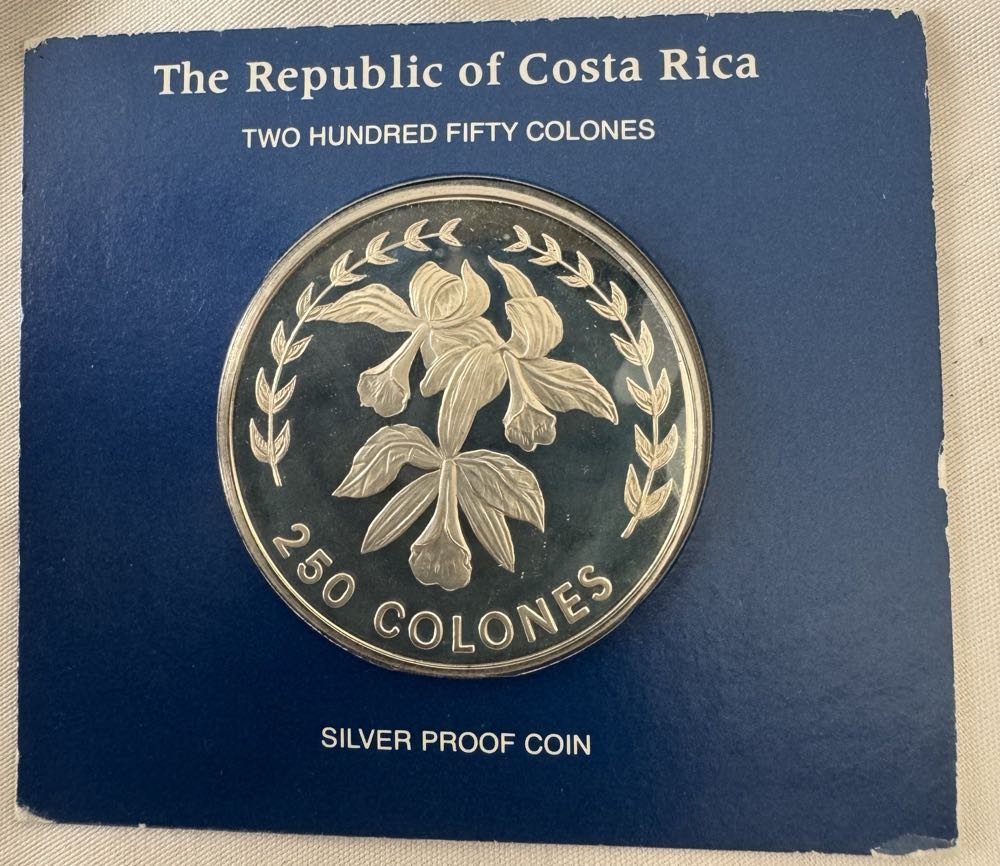 The Republic of Costa Rica
TWO HUNDRED FIFTY COLONES
250 COLONES
SILVER PROOF COIN